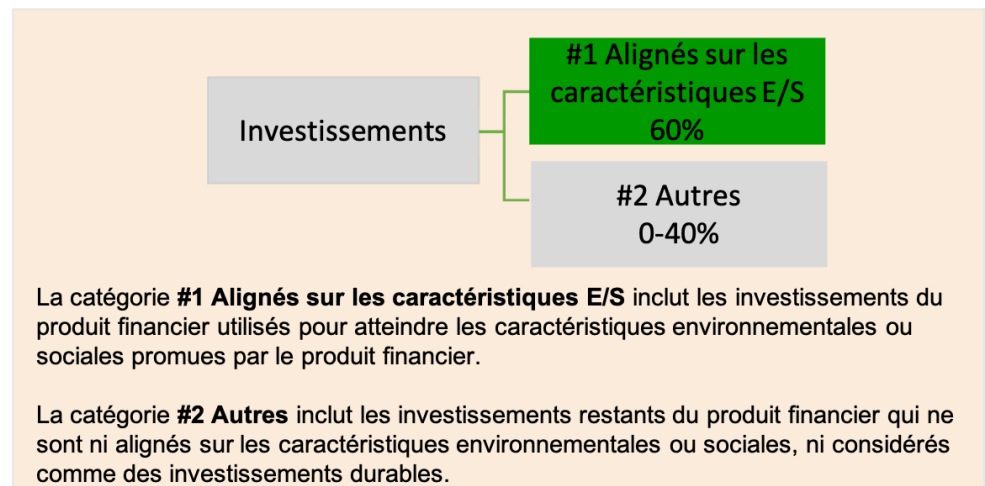 Investissements
#1 Alignés sur les
caractéristiques E/S
60%
#2 Autres
0-40%
La catégorie #1 Alignés sur les caractéristiques E/S inclut les investissements du
produit financier utilisés pour atteindre les caractéristiques environnementales ou
sociales promues par le produit financier.
La catégorie #2 Autres inclut les investissements restants du produit financier qui ne
sont ni alignés sur les caractéristiques environnementales ou sociales, ni considérés
comme des investissements durables.